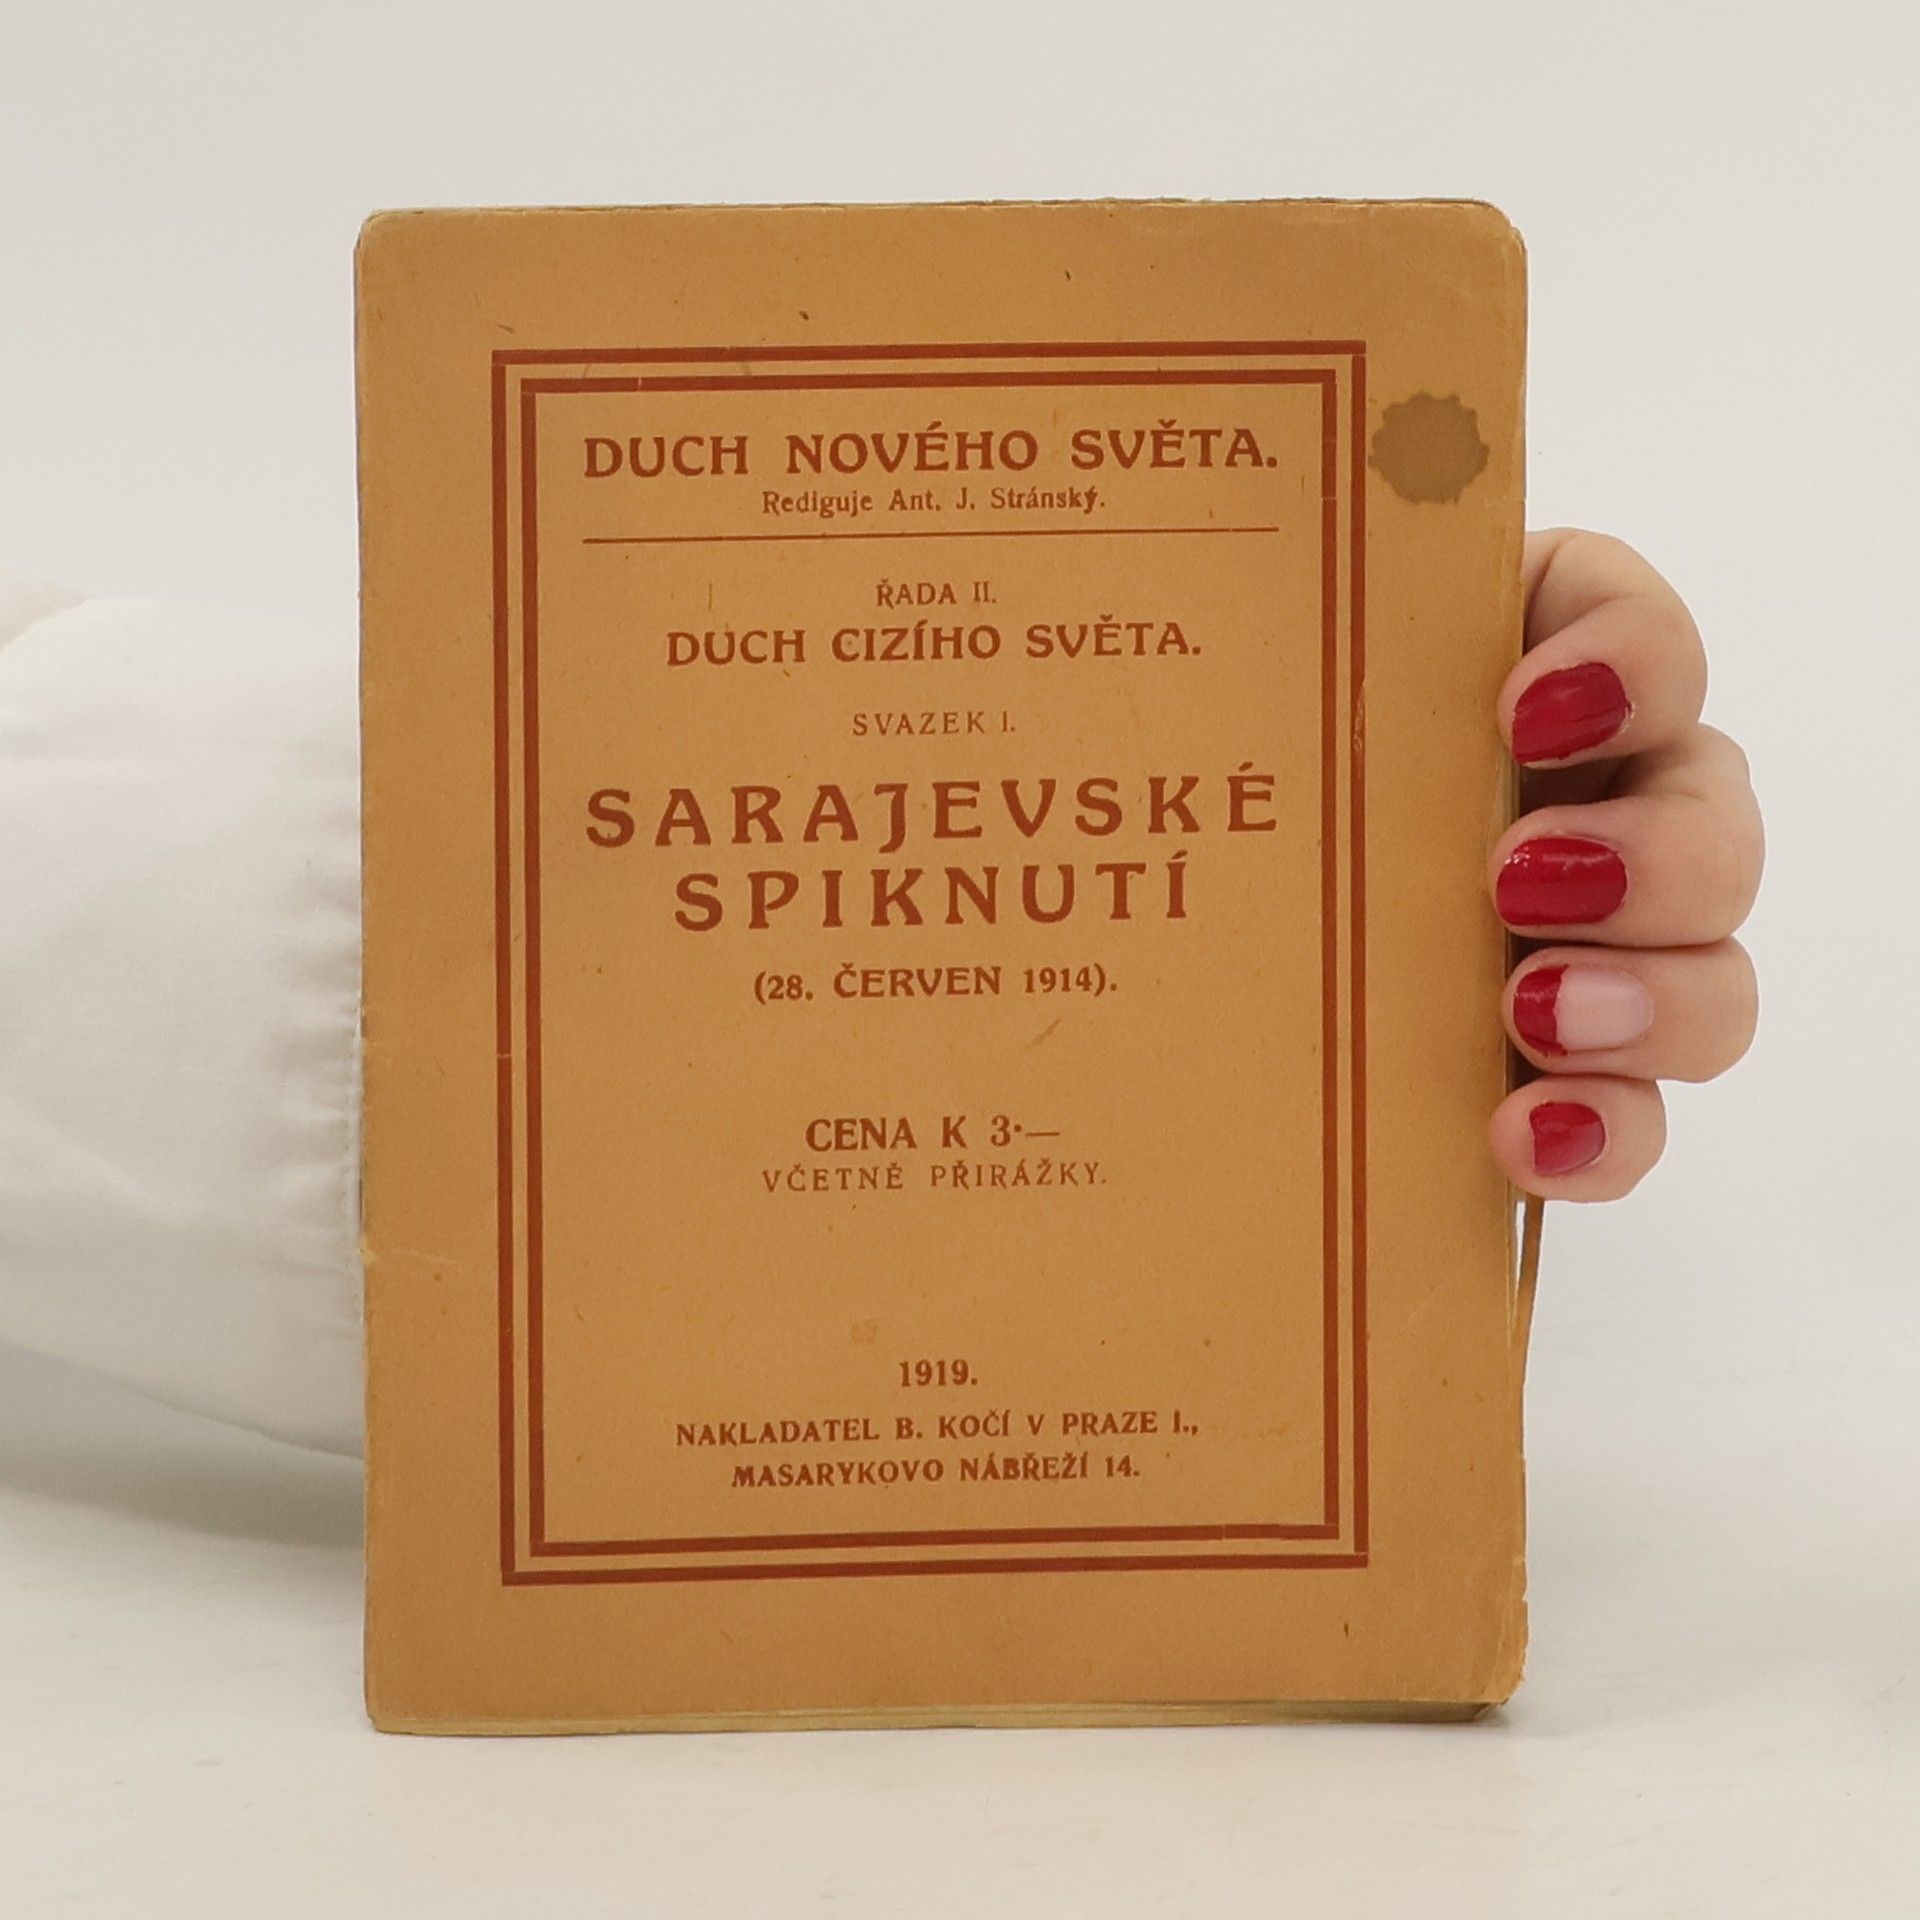 DUCH NOVÉHO SVĚTA.
Rediguje Ant. J. Stránský.
ŘADA II.
DUCH CIZÍHO SVĚTA.
SVAZEK I.
SARAJEVSKÉ
SPIKNUTÍ
(28. ČERVEN 1914).
CENA K 3·—
VČETNĚ PŘIRÁŽKY.
1919.
NAKLADATEL B. KOČÍ V PRAZE I.,
MASARYKOVO NÁBŘEŽÍ 14.